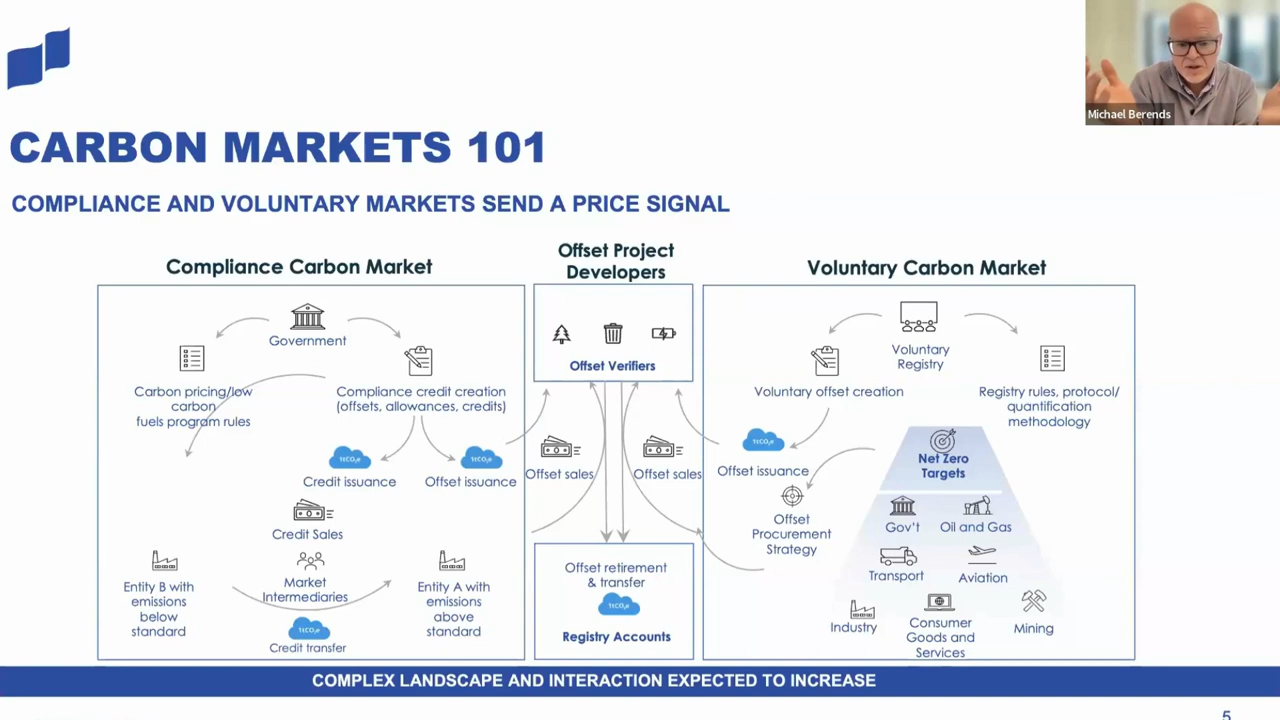 Michael Berends
CARBON MARKETS 101
COMPLIANCE AND VOLUNTARY MARKETS SEND A PRICE SIGNAL
Compliance Carbon Market
Government
Carbon pricing/low
carbon
fuels program rules
Compliance credit creation
(offsets, allowances, credits)
1tCO₂e
Credit issuance
1tCO₂e
Offset issuance
Credit Sales
Entity B with
emissions
below
standard
Market
Intermediaries
Entity A with
emissions
above
standard
1tCO₂e
Credit transfer
Offset Project
Developers
Offset Verifiers
Offset sales
Offset sales
Offset retirement
& transfer
1tCO₂e
Registry Accounts
Voluntary Carbon Market
Voluntary
Registry
Voluntary offset creation
Registry rules, protocol/
quantification
methodology
1tCO₂e
Offset issuance
Offset
Procurement
Strategy
Net Zero
Targets
Gov't
Oil and Gas
Transport
Aviation
Industry
Consumer
Goods and
Services
Mining
COMPLEX LANDSCAPE AND INTERACTION EXPECTED TO INCREASE
5